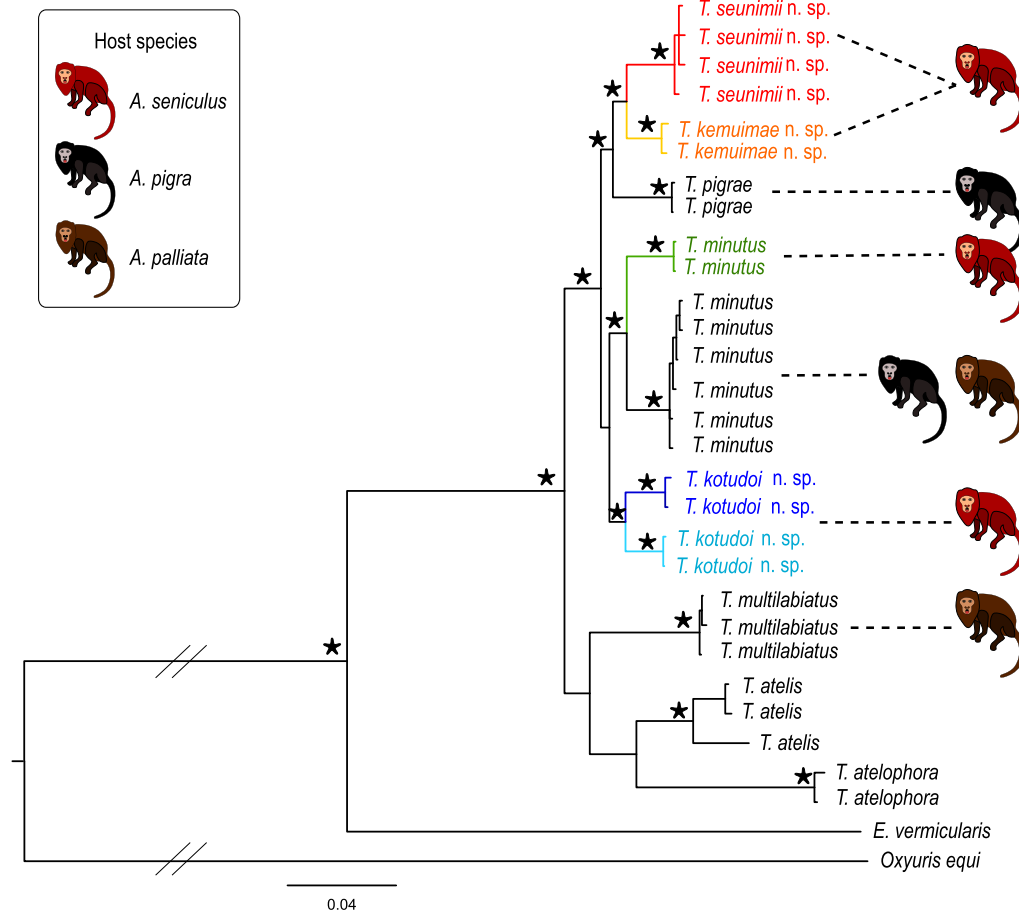 Host species
A. seniculus
A. pigra
A. palliata
T. seunimii n. sp.
T. seunimii n. sp.
T. seunimii n. sp.
T. seunimii n. sp.
T. kemuimae n. sp.
T. kemuimae n. sp.
T. pigrae
T. pigrae
T. minutus
T. minutus
T. minutus
T. minutus
T. minutus
T. minutus
T. minutus
T. minutus
T. kotudoi n. sp.
T. kotudoi n. sp.
T. kotudoi n. sp.
T. kotudoi n. sp.
T. multilabiatus
T. multilabiatus
T. multilabiatus
T. atelis
T. atelis
T. atelis
T. atelophora
T. atelophora
E. vermicularis
Oxyuris equi
0.04